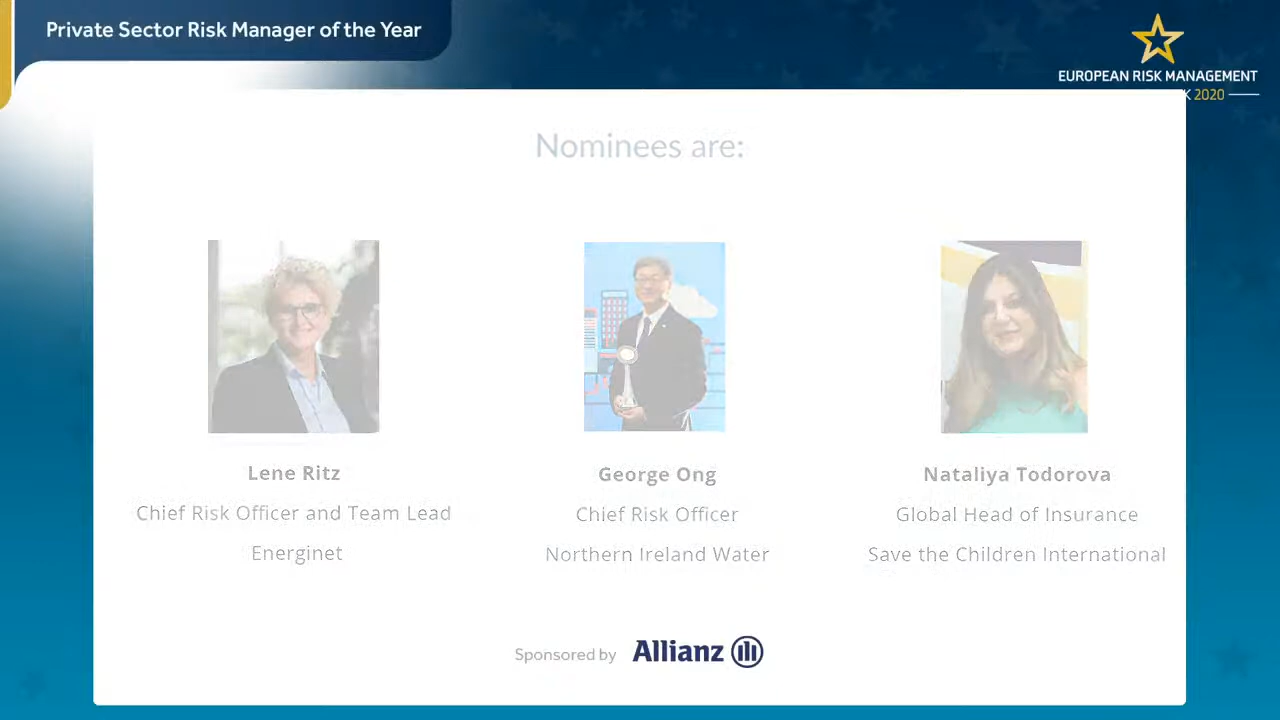 Private Sector Risk Manager of the Year
EUROPEAN RISK MANAGEMENT
K 2020
Nominees are:
Lene Ritz
Chief Risk Officer and Team Lead
Energinet
George Ong
Chief Risk Officer
Northern Ireland Water
Nataliya Todorova
Global Head of Insurance
Save the Children International
Sponsored by Allianz